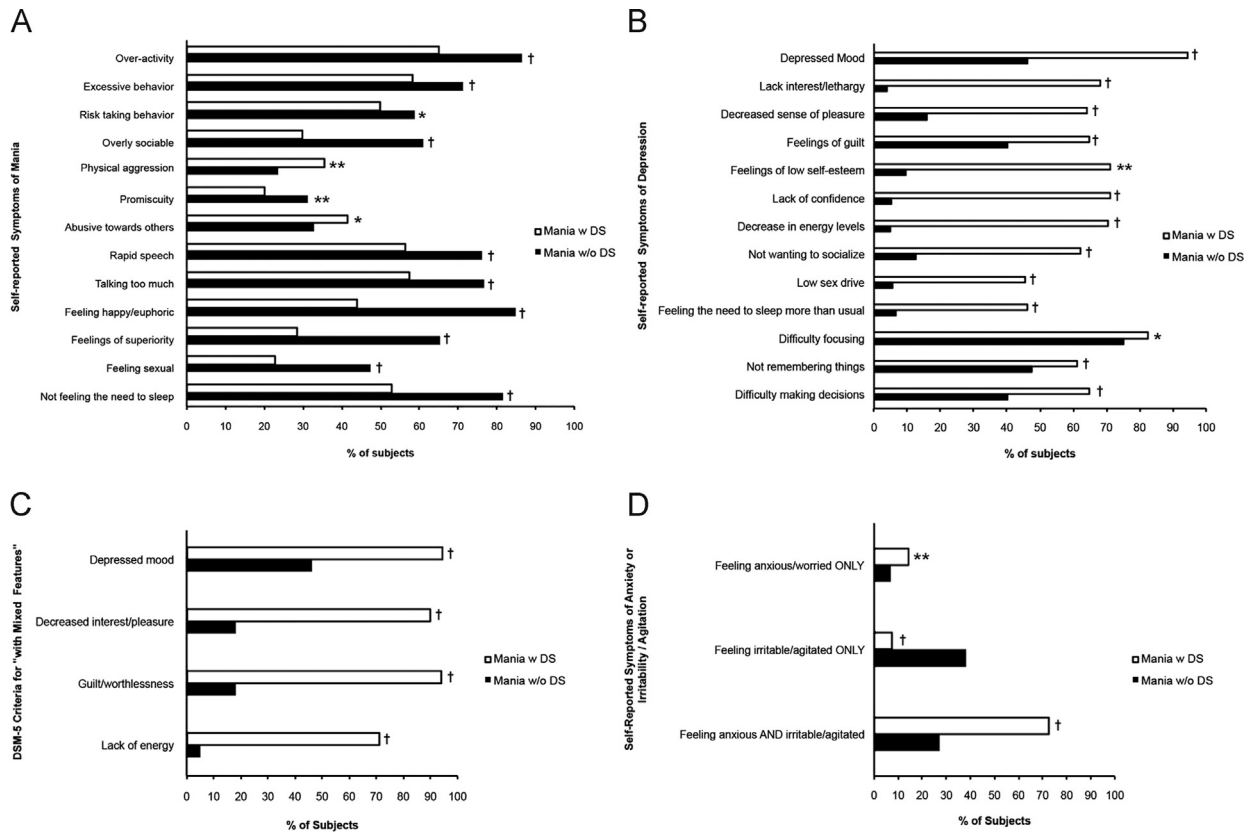 A
Self-reported Symptoms of Mania
Over-activity
†
Excessive behavior
†
Risk taking behavior
*
Overly sociable
†
Physical aggression
**
Promiscuity
**
Abusive towards others
*
Rapid speech
†
Talking too much
†
Feeling happy/euphoric
†
Feelings of superiority
†
Feeling sexual
†
Not feeling the need to sleep
†
0 10 20 30 40 50 60 70 80 90 100
% of subjects
Mania w DS
Mania w/o DS
B
Self-reported Symptoms of Depression
Depressed Mood
†
Lack interest/lethargy
†
Decreased sense of pleasure
†
Feelings of guilt
†
Feelings of low self-esteem
**
Lack of confidence
†
Decrease in energy levels
†
Not wanting to socialize
†
Low sex drive
†
Feeling the need to sleep more than usual
†
Difficulty focusing
*
Not remembering things
†
Difficulty making decisions
†
0 10 20 30 40 50 60 70 80 90 100
% of subjects
Mania w DS
Mania w/o DS
C
DSM-5 Criteria for "with Mixed Features"
Depressed mood
†
Decreased interest/pleasure
†
Guilt/worthlessness
†
Lack of energy
†
0 10 20 30 40 50 60 70 80 90 100
% of Subjects
Mania w DS
Mania w/o DS
D
Self-Reported Symptoms of Anxiety or
Irritability / Agitation
Feeling anxious/worried ONLY
**
Feeling irritable/agitated ONLY
†
Feeling anxious AND irritable/agitated
†
0 10 20 30 40 50 60 70 80 90 100
% of Subjects
Mania w DS
Mania w/o DS